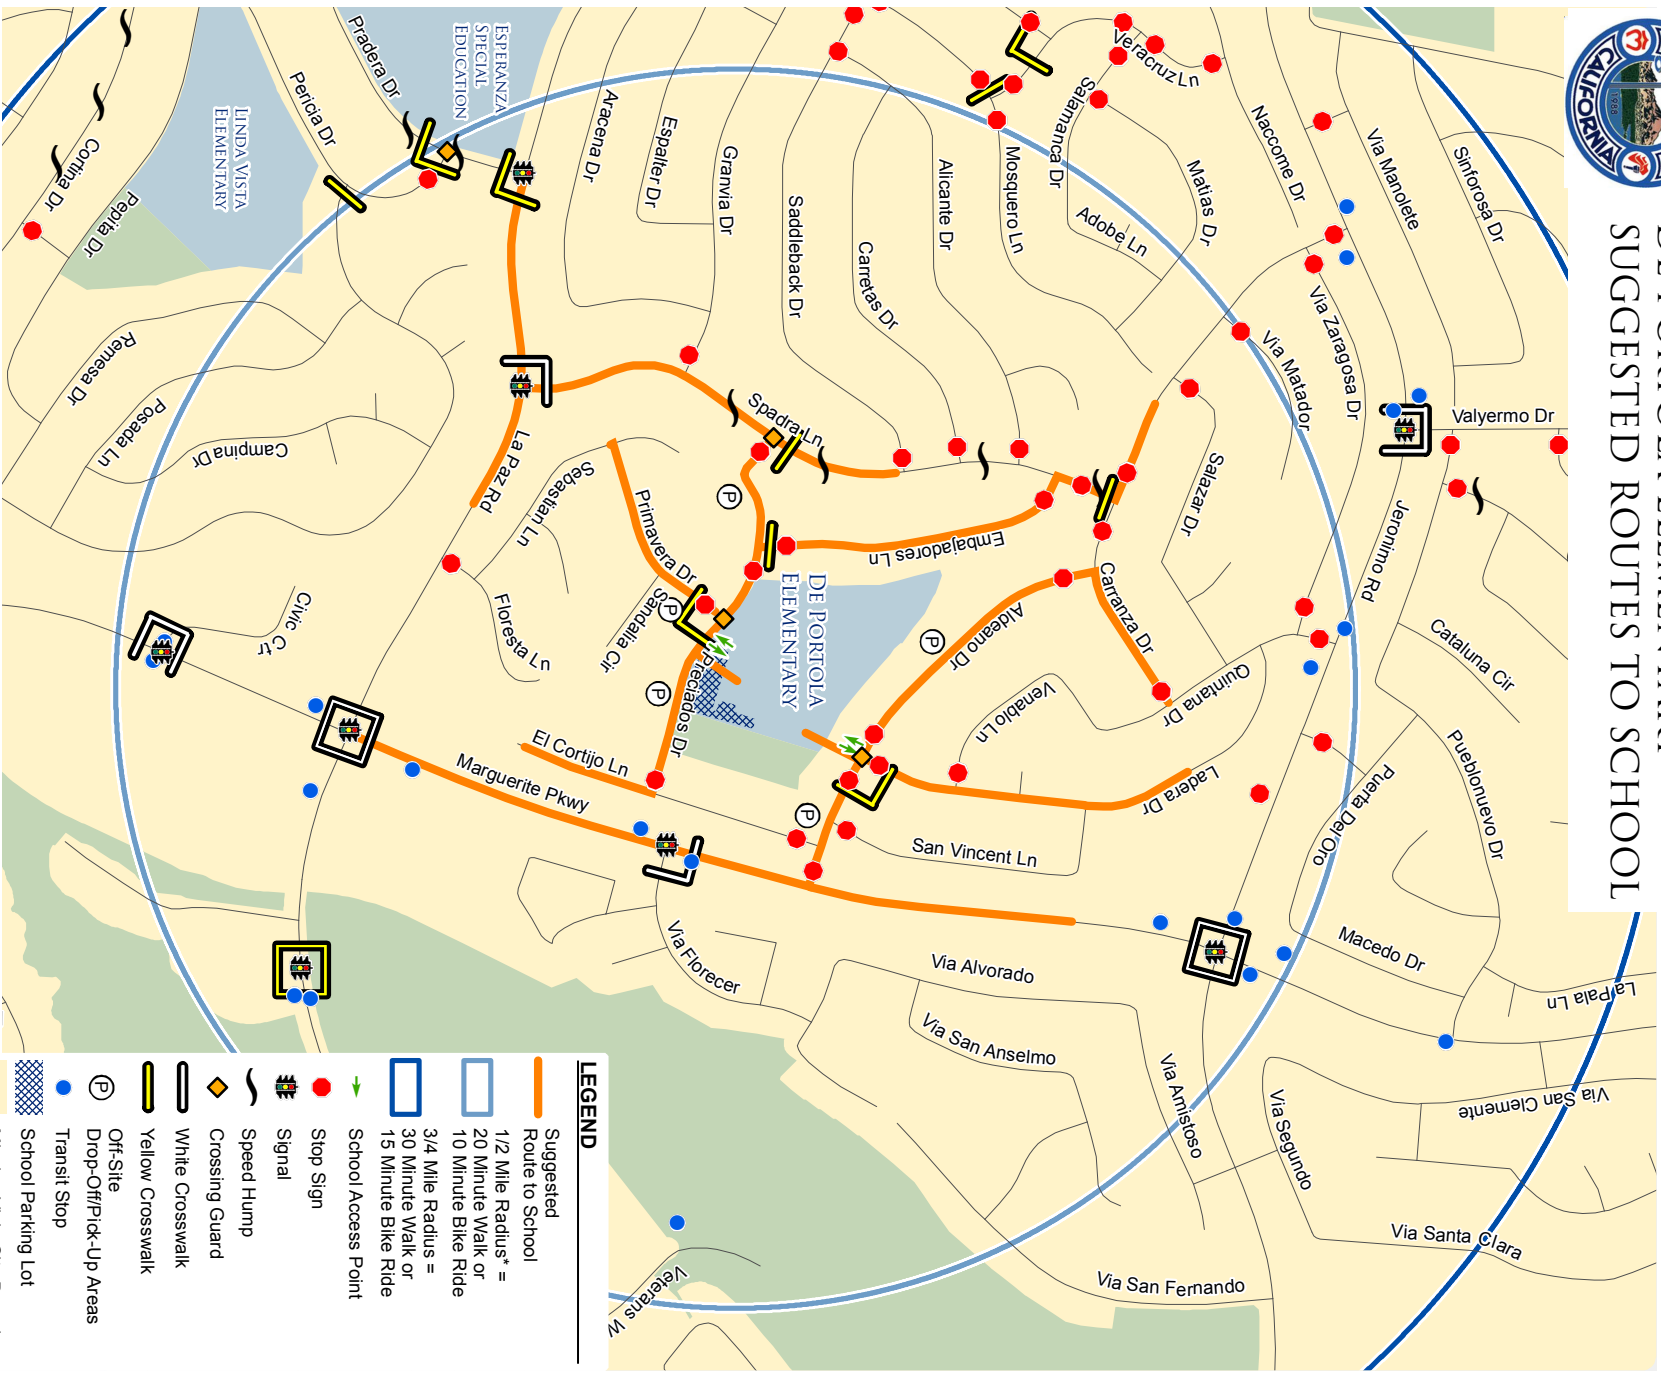 SUGGESTED ROUTES TO SCHOOL
CALIFORNIA
1988
ESPERANZA
SPECIAL
EDUCATION
LINDA VISTA
ELEMENTARY
DE PORTOLA
ELEMENTARY
Pradera Dr
Pericia Dr
Cortina Dr
Pepita Dr
Aracena Dr
Espalter Dr
Granvia Dr
Saddleback Dr
Carretas Dr
Alicante Dr
Mosquero Ln
Salamanca Dr
Veracruz Ln
Adobe Ln
Matias Dr
Naccome Dr
Via Manolete
Sinforosa Dr
Via Zaragosa Dr
Via Matador
Valyermo Dr
Remesa Dr
Posada Ln
Campina Dr
La Paz Rd
Spadra Ln
Sebastian Ln
Primavera Dr
Embajadores Ln
Salazar Dr
Jeronimo Rd
Carranza Dr
Aldeamo Dr
Sandalia Cir
Floresta Ln
Civic Ctr
Preciados Dr
El Cortijo Ln
Marguerite Pkwy
Venablo Ln
Quintana Dr
Ladera Dr
San Vincent Ln
Cataluna Cir
Pueblonuevo Dr
Puerta Del Oro
Macedo Dr
La Pala Ln
Via Florecer
Via Alvorado
Via San Anselmo
Via Amistoso
Via Segundo
Via San Clemente
Via Santa Clara
Via San Fernando
Veterans W
P
P
P
P
P
LEGEND
Suggested
Route to School
1/2 Mile Radius* =
20 Minute Walk or
10 Minute Bike Ride
3/4 Mile Radius =
30 Minute Walk or
15 Minute Bike Ride
School Access Point
Stop Sign
Signal
Speed Hump
Crossing Guard
White Crosswalk
Yellow Crosswalk
P
Off-Site
Drop-Off/Pick-Up Areas
Transit Stop
School Parking Lot